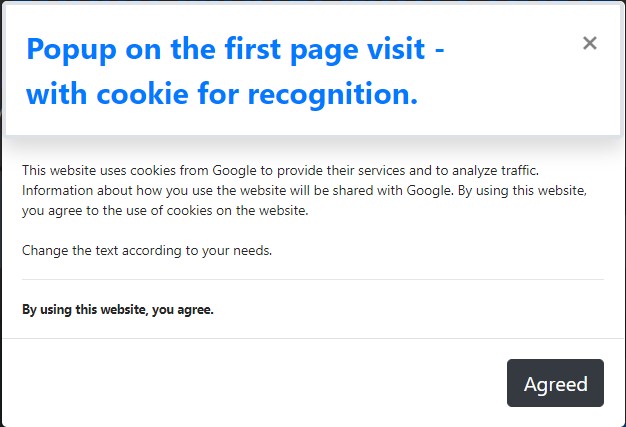 Popup on the first page visit -
with cookie for recognition.
×
This website uses cookies from Google to provide their services and to analyze traffic.
Information about how you use the website will be shared with Google. By using this website,
you agree to the use of cookies on the website.
Change the text according to your needs.
By using this website, you agree.
Agreed